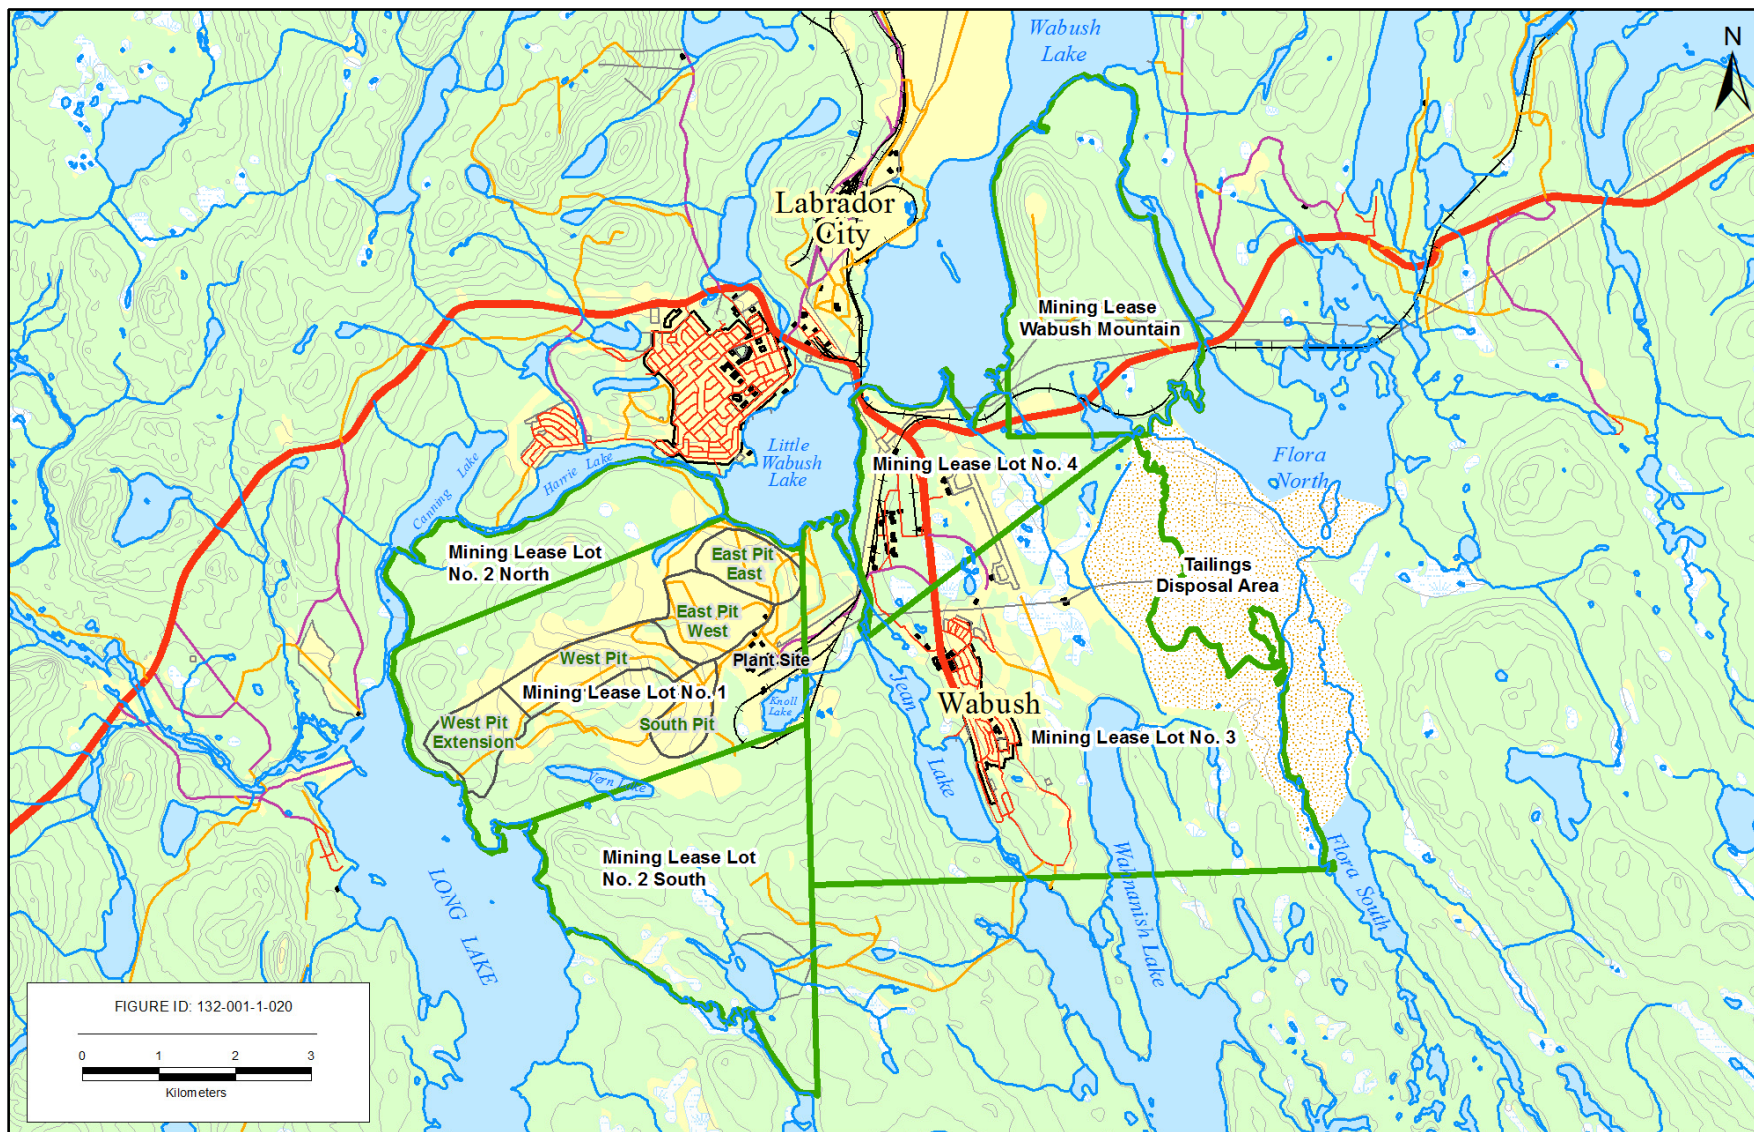 Wabush
Lake
N
Labrador
City
Mining Lease
Wabush Mountain
Little
Wabush
Lake
Mining Lease Lot No. 4
Flora
North
Canning Lake
Harrie Lake
Mining Lease Lot
No. 2 North
East Pit
East
Tailings
Disposal Area
East Pit
West
West Pit
Plant Site
Mining Lease Lot No. 1
Knoll
Lake
Jean
Lake
Wabush
West Pit
Extension
South Pit
Mining Lease Lot No. 3
Vern Lake
Mining Lease Lot
No. 2 South
LONG LAKE
Wahnanish Lake
Flora South
FIGURE ID: 132-001-1-020
0 1 2 3
Kilometers